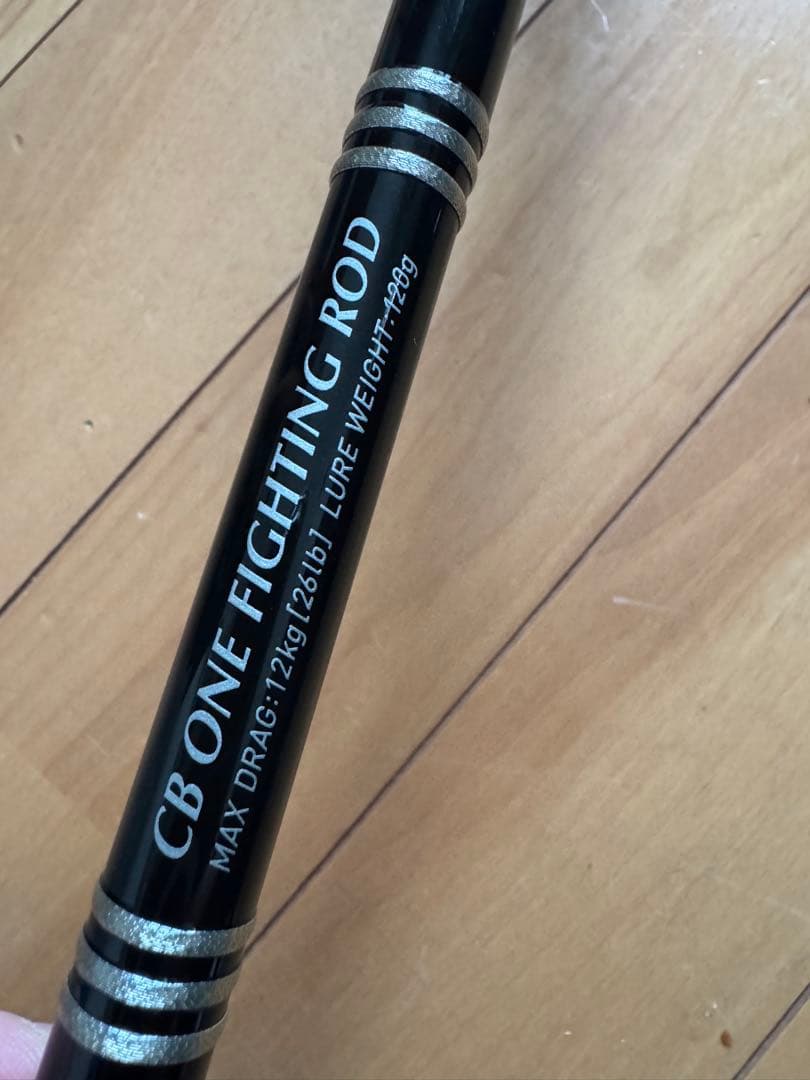 CB ONE FIGHTING ROD
MAX DRAG:12kg[26lb] LURE WEIGHT:120g